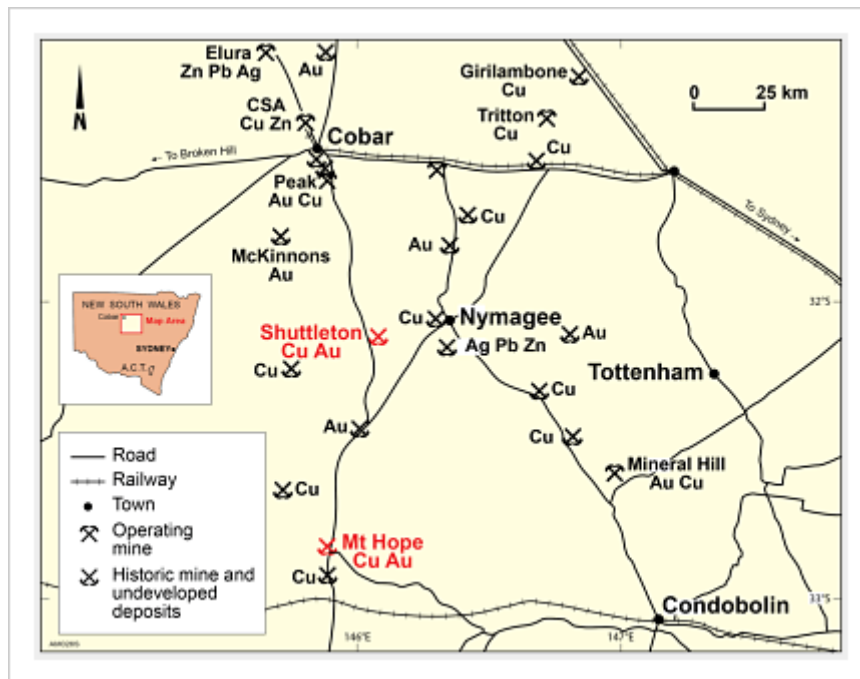 Elura
Zn Pb Ag
Au
Girilambone
Cu
0 25 km
N
CSA
Cu Zn
Tritton
Cu
Cobar
Cu
To Broken Hill
Peak
Au Cu
Cu
To Sydney
Au
McKinnons
Au
32°S
NEW SOUTH WALES
Cobar
Map Area
SYDNEY
A.C.T.
Shuttleton
Cu Au
Cu
Nymagee
Au
Ag Pb Zn
Cu
Tottenham
Cu
Au
Cu
Mineral Hill
Au Cu
Cu
Road
Railway
Town
Operating
mine
Historic mine and
undeveloped
deposits
Mt Hope
Cu Au
Cu
33°S
Condobolin
146°E
147°E